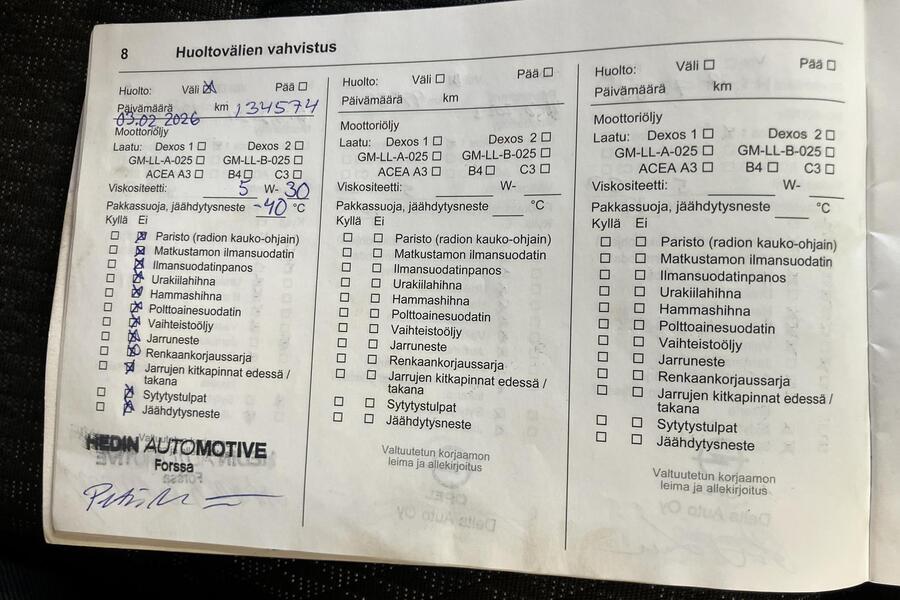 8 Huoltovälien vahvistus
Huolto: Väli ☒ Pää ☐
Päivämäärä km 134574
03.02 2026
Moottoriöljy
Laatu: Dexos 1 ☐ Dexos 2 ☐
GM-LL-A-025 ☐ GM-LL-B-025 ☐
ACEA A3 ☐ B4 ☐ C3 ☐
Viskositeetti: 5 W- 30
Pakkassuoja, jäähdytysneste -40 °C
Kyllä Ei
☐ ☒ Paristo (radion kauko-ohjain)
☐ ☒ Matkustamon ilmansuodatin
☐ ☒ Ilmansuodatinpanos
☐ ☒ Urakiilahihna
☐ ☒ Hammashihna
☐ ☒ Polttoainesuodatin
☐ ☒ Vaihteistoöljy
☐ ☒ Jarruneste
☐ ☒ Renkaankorjaussarja
☐ ☒ Jarrujen kitkapinnat edessä /
takana
☐ ☒ Sytytystulpat
☐ ☒ Jäähdytysneste
HEDIN AUTOMOTIVE
Forssa
Huolto: Väli ☐ Pää ☐
Päivämäärä km
Moottoriöljy
Laatu: Dexos 1 ☐ Dexos 2 ☐
GM-LL-A-025 ☐ GM-LL-B-025 ☐
ACEA A3 ☐ B4 ☐ C3 ☐
Viskositeetti: W-
Pakkassuoja, jäähdytysneste °C
Kyllä Ei
☐ ☐ Paristo (radion kauko-ohjain)
☐ ☐ Matkustamon ilmansuodatin
☐ ☐ Ilmansuodatinpanos
☐ ☐ Urakiilahihna
☐ ☐ Hammashihna
☐ ☐ Polttoainesuodatin
☐ ☐ Vaihteistoöljy
☐ ☐ Jarruneste
☐ ☐ Renkaankorjaussarja
☐ ☐ Jarrujen kitkapinnat edessä /
takana
☐ ☐ Sytytystulpat
☐ ☐ Jäähdytysneste
Valtuutetun korjaamon
leima ja allekirjoitus
Huolto: Väli ☐ Pää ☐
Päivämäärä km
Moottoriöljy
Laatu: Dexos 1 ☐ Dexos 2 ☐
GM-LL-A-025 ☐ GM-LL-B-025 ☐
ACEA A3 ☐ B4 ☐ C3 ☐
Viskositeetti: W-
Pakkassuoja, jäähdytysneste °C
Kyllä Ei
☐ ☐ Paristo (radion kauko-ohjain)
☐ ☐ Matkustamon ilmansuodatin
☐ ☐ Ilmansuodatinpanos
☐ ☐ Urakiilahihna
☐ ☐ Hammashihna
☐ ☐ Polttoainesuodatin
☐ ☐ Vaihteistoöljy
☐ ☐ Jarruneste
☐ ☐ Renkaankorjaussarja
☐ ☐ Jarrujen kitkapinnat edessä /
takana
☐ ☐ Sytytystulpat
☐ ☐ Jäähdytysneste
Valtuutetun korjaamon
leima ja allekirjoitus